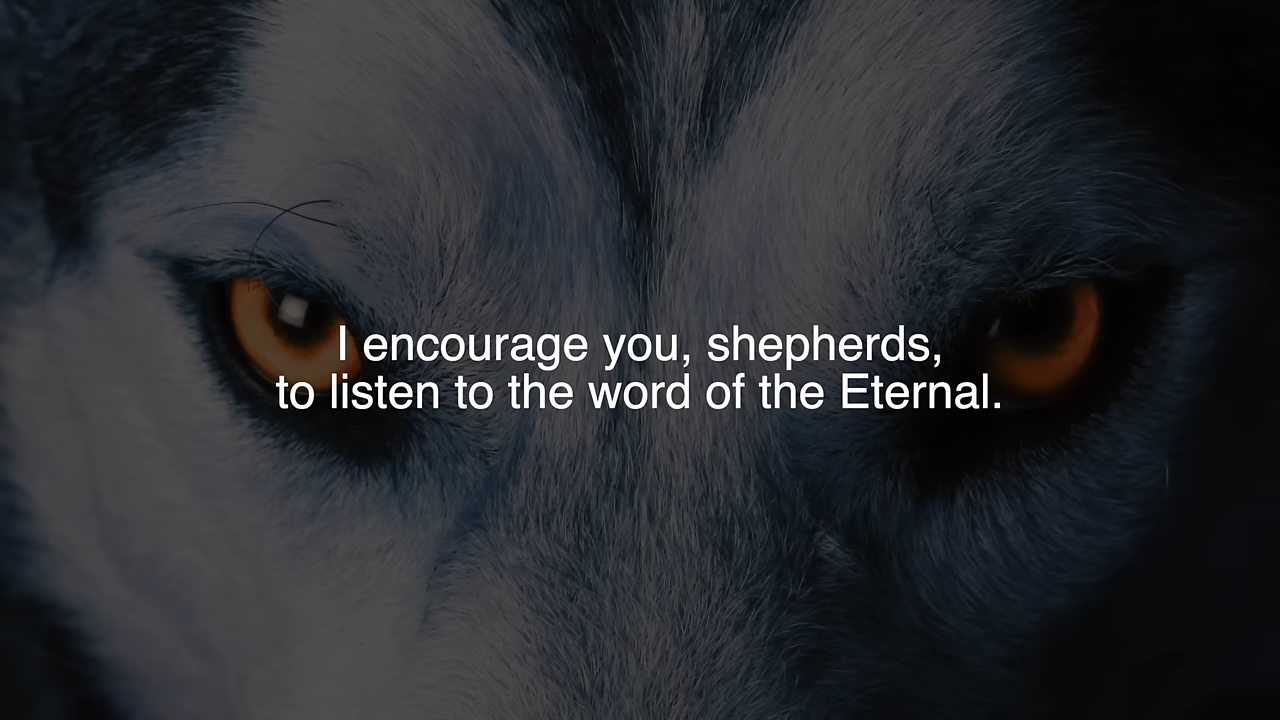 I encourage you, shepherds,
to listen to the word of the Eternal.